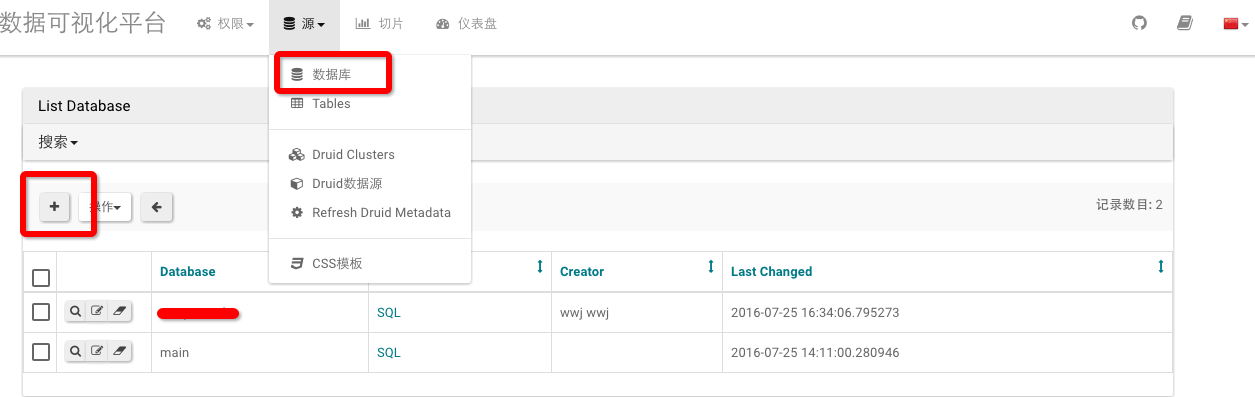 数据可视化平台 权限 源 切片 仪表盘
数据库
Tables
Druid Clusters
Druid数据源
Refresh Druid Metadata
CSS模板
List Database
搜索
操作
记录数目: 2
Database Creator Last Changed
SQL wwj wwj 2016-07-25 16:34:06.795273
main SQL 2016-07-25 14:11:00.280946